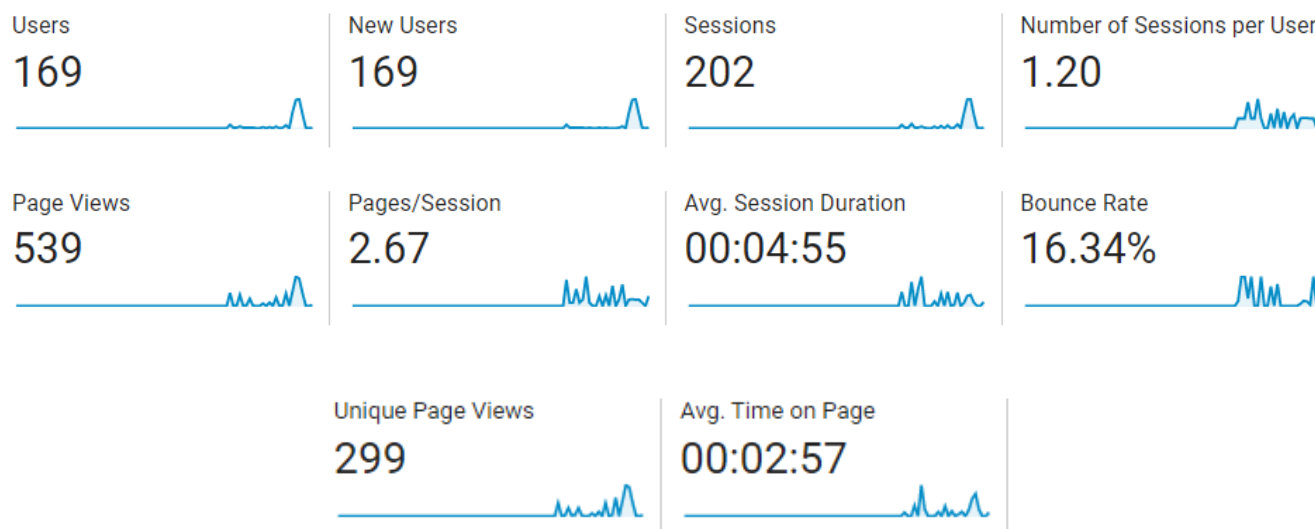 Users
169
New Users
169
Sessions
202
Number of Sessions per User
1.20
Page Views
539
Pages/Session
2.67
Avg. Session Duration
00:04:55
Bounce Rate
16.34%
Unique Page Views
299
Avg. Time on Page
00:02:57